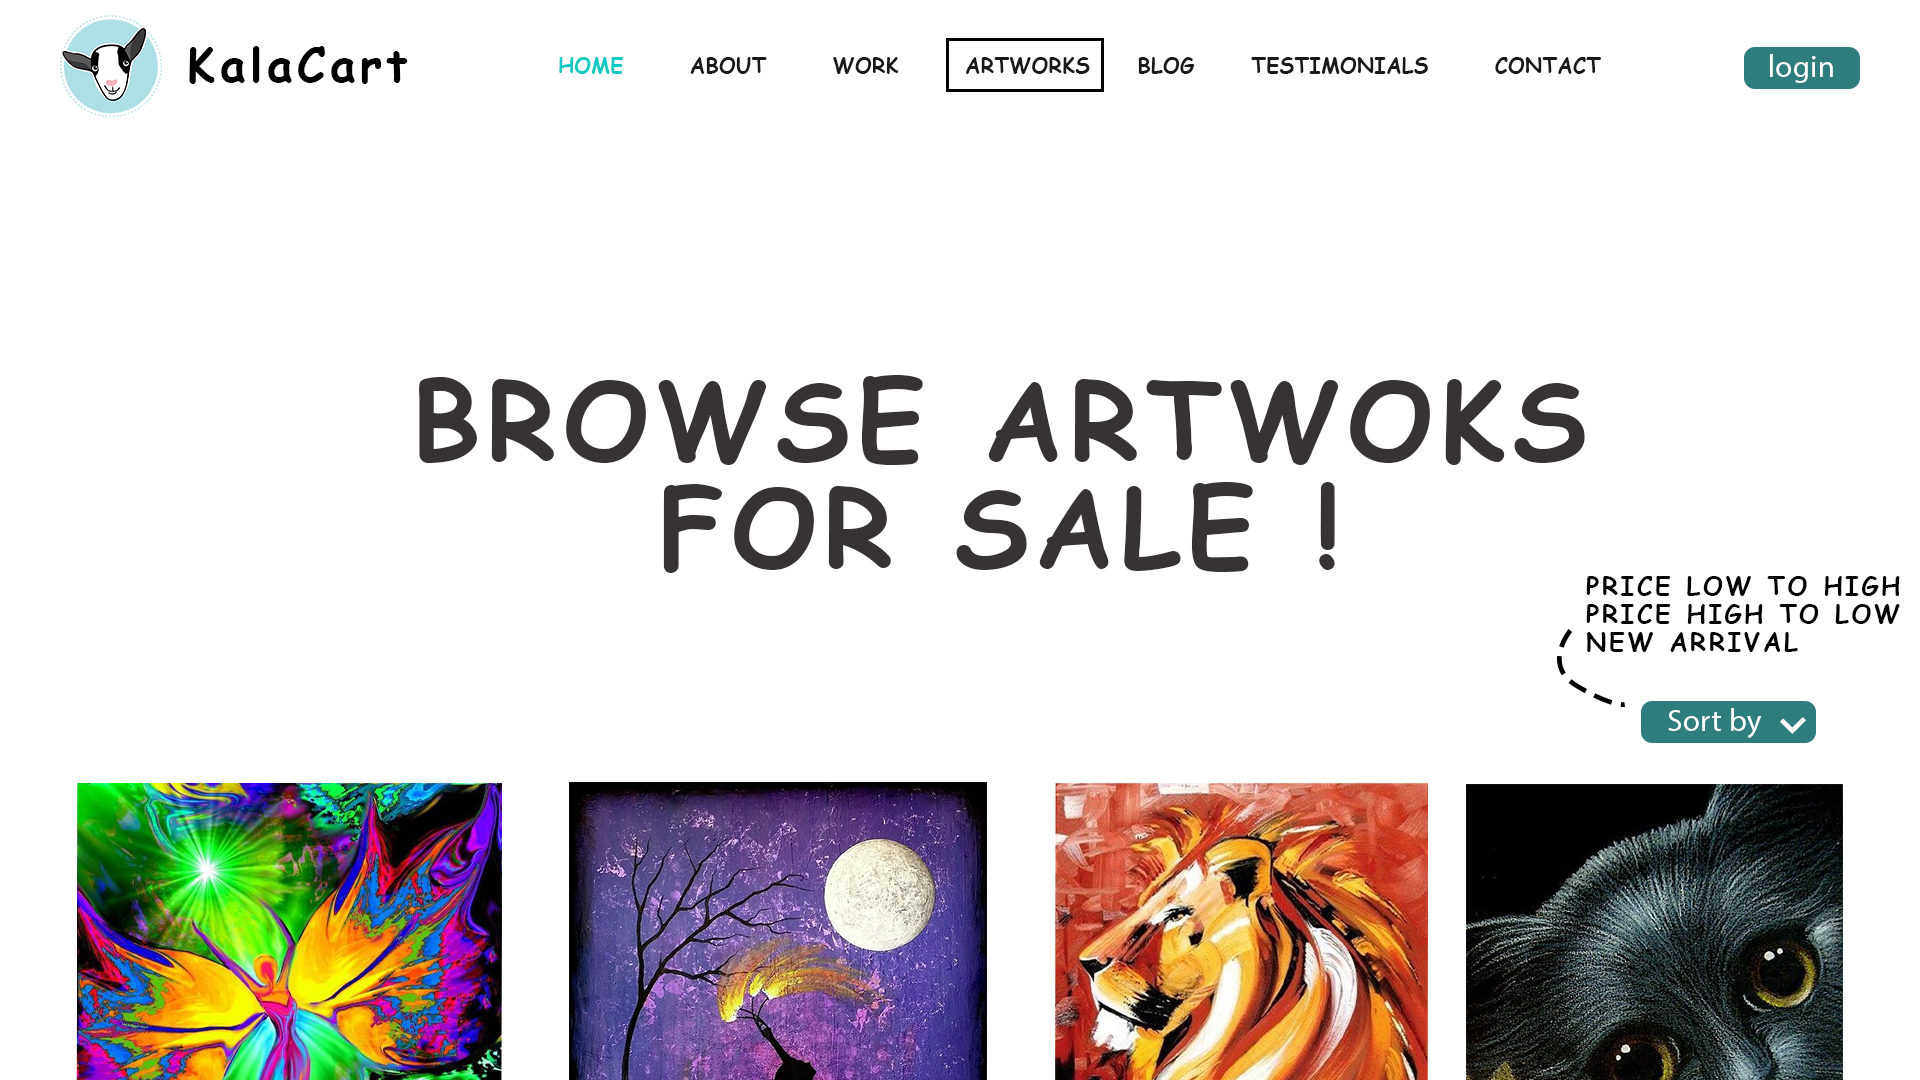 KalaCart
HOME ABOUT WORK ARTWORKS BLOG TESTIMONIALS CONTACT
login
BROWSE ARTWOKS
FOR SALE !
PRICE LOW TO HIGH
PRICE HIGH TO LOW
NEW ARRIVAL
Sort by